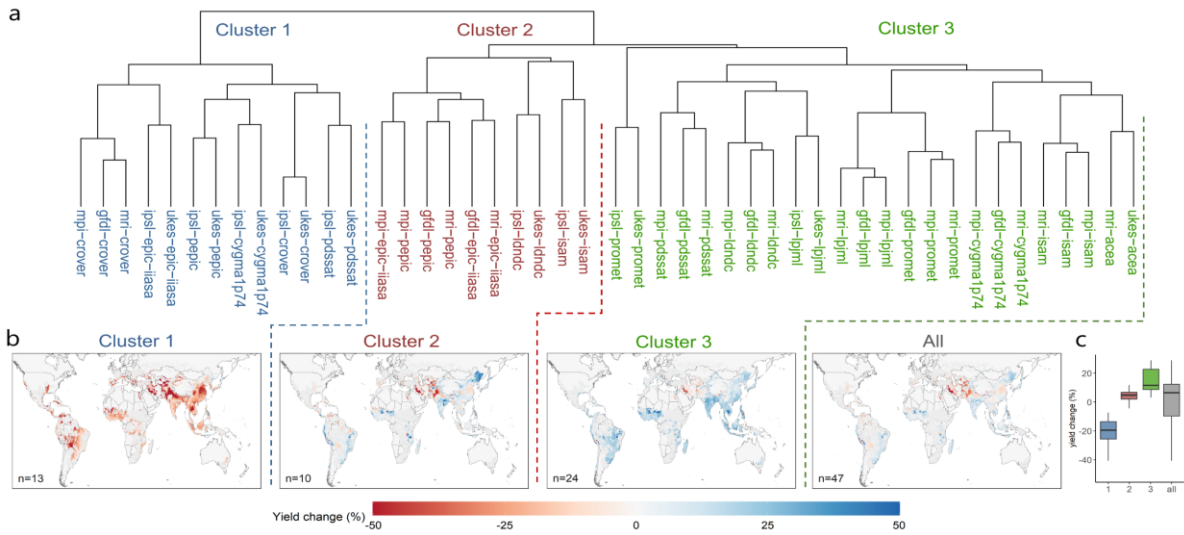 a
Cluster 1
Cluster 2
Cluster 3
mpi-crover
gfdl-crover
mri-crover
ipsl-epic-iiasa
ukes-epic-iiasa
ipsl-pepic
ukes-pepic
ipsl-cygma1p74
ukes-cygma1p74
ipsl-crover
ukes-crover
ipsl-pdssat
ukes-pdssat
mpi-epic-iiasa
mpi-pepic
gfdl-pepic
mri-pepic
gfdl-epic-iiasa
mri-epic-iiasa
ipsl-ldndc
ukes-ldndc
ipsl-isam
ukes-isam
ipsl-promet
ukes-promet
mpi-pdssat
gfdl-pdssat
mri-pdssat
mpi-ldndc
gfdl-ldndc
mri-ldndc
ipsl-lpjml
ukes-lpjml
mri-lpjml
gfdl-lpjml
mpi-lpjml
gfdl-promet
mpi-promet
mri-promet
mpi-cygma1p74
gfdl-cygma1p74
mri-cygma1p74
mri-isam
gfdl-isam
mpi-isam
mri-acea
ukes-acea
b
Cluster 1
Cluster 2
Cluster 3
All
c
n=13
n=10
n=24
n=47
yield change (%)
20
0
-20
-40
1
2
3
all
Yield change (%)
-50
-25
0
25
50